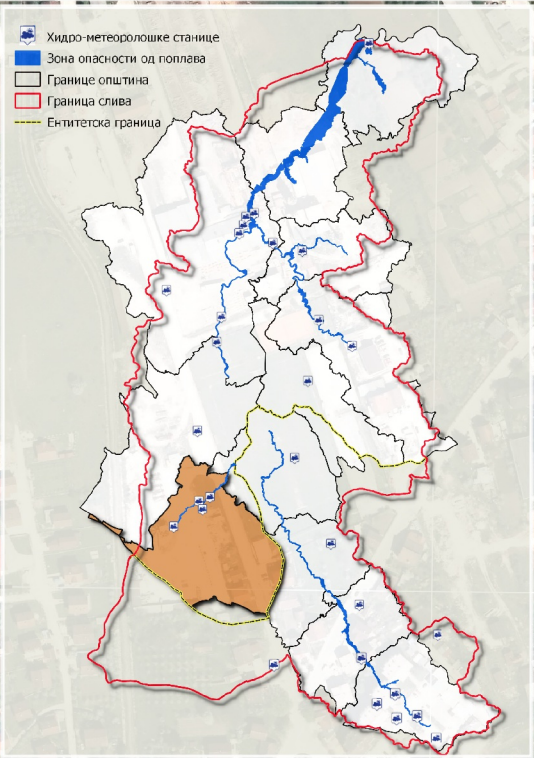 Хидро-метеоролошке станице
Зона опасности од поплава
Границе општина
Граница слива
Ентитетска граница